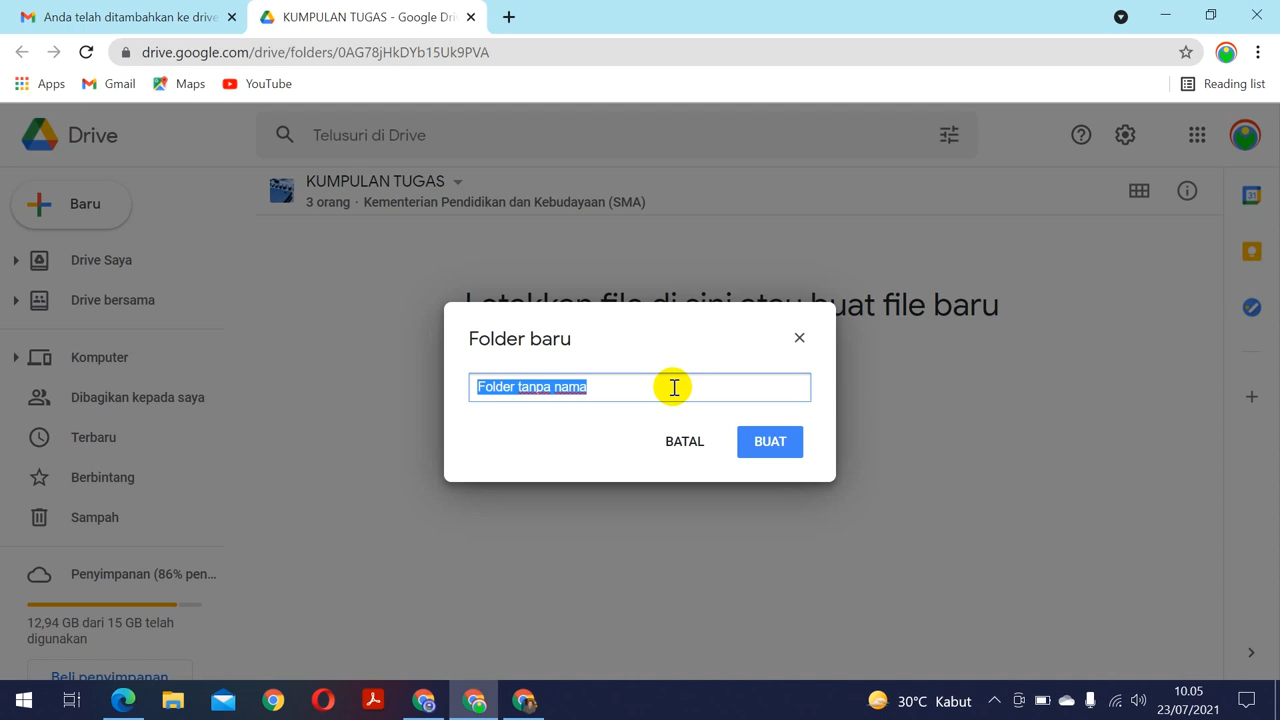 Anda telah ditambahkan ke drive
KUMPULAN TUGAS - Google Dri
drive.google.com/drive/folders/0AG78jHkDYb15Uk9PVA
Apps
Gmail
Maps
YouTube
Reading list
Drive
Telusuri di Drive
KUMPULAN TUGAS
3 orang · Kementerian Pendidikan dan Kebudayaan (SMA)
Baru
31
Drive Saya
Drive bersama
Letakkan file di sini atau buat file baru
Folder baru
Folder tanpa nama
BATAL
BUAT
Komputer
Dibagikan kepada saya
Terbaru
Berbintang
Sampah
Penyimpanan (86% pen...
12,94 GB dari 15 GB telah
digunakan
Beli penyimpanan
30°C Kabut
10.05
23/07/2021